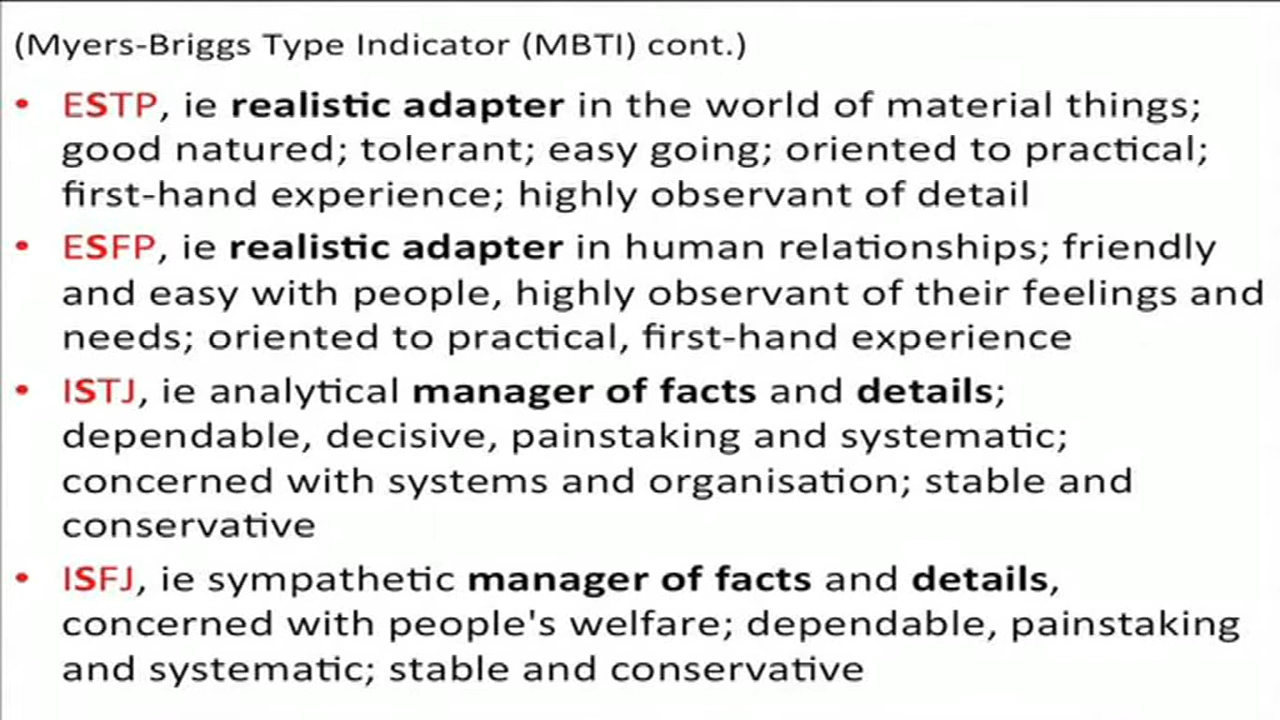 (Myers-Briggs Type Indicator (MBTI) cont.)
• ESTP, ie realistic adapter in the world of material things;
good natured; tolerant; easy going; oriented to practical;
first-hand experience; highly observant of detail
• ESFP, ie realistic adapter in human relationships; friendly
and easy with people, highly observant of their feelings and
needs; oriented to practical, first-hand experience
• ISTJ, ie analytical manager of facts and details;
dependable, decisive, painstaking and systematic;
concerned with systems and organisation; stable and
conservative
• ISFJ, ie sympathetic manager of facts and details,
concerned with people's welfare; dependable, painstaking
and systematic; stable and conservative